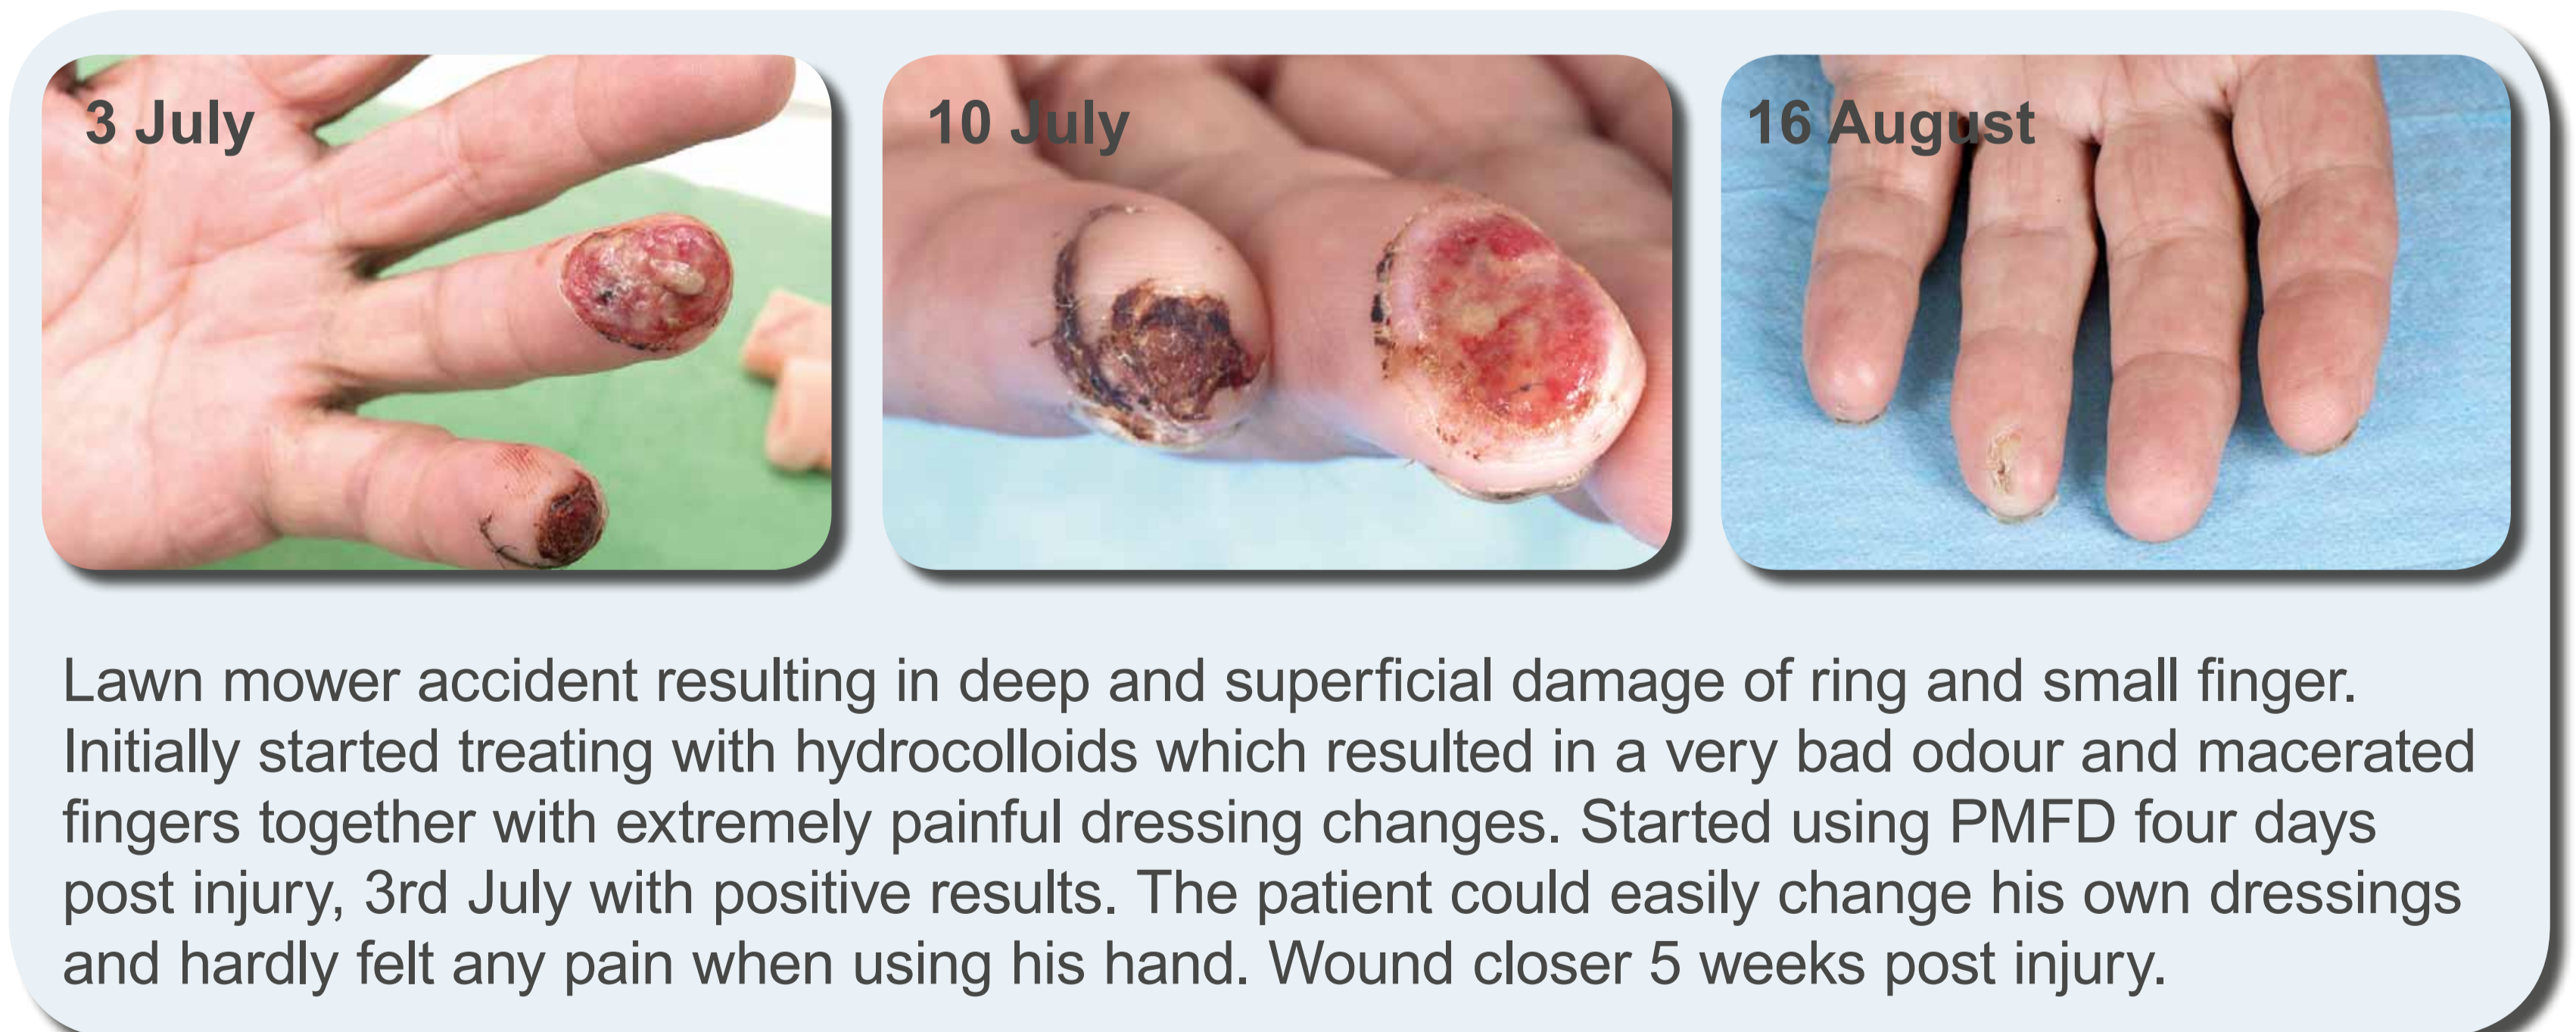 3 July
10 July
16 August
Lawn mower accident resulting in deep and superficial damage of ring and small finger.
Initially started treating with hydrocolloids which resulted in a very bad odour and macerated
fingers together with extremely painful dressing changes. Started using PMFD four days
post injury, 3rd July with positive results. The patient could easily change his own dressings
and hardly felt any pain when using his hand. Wound closer 5 weeks post injury.